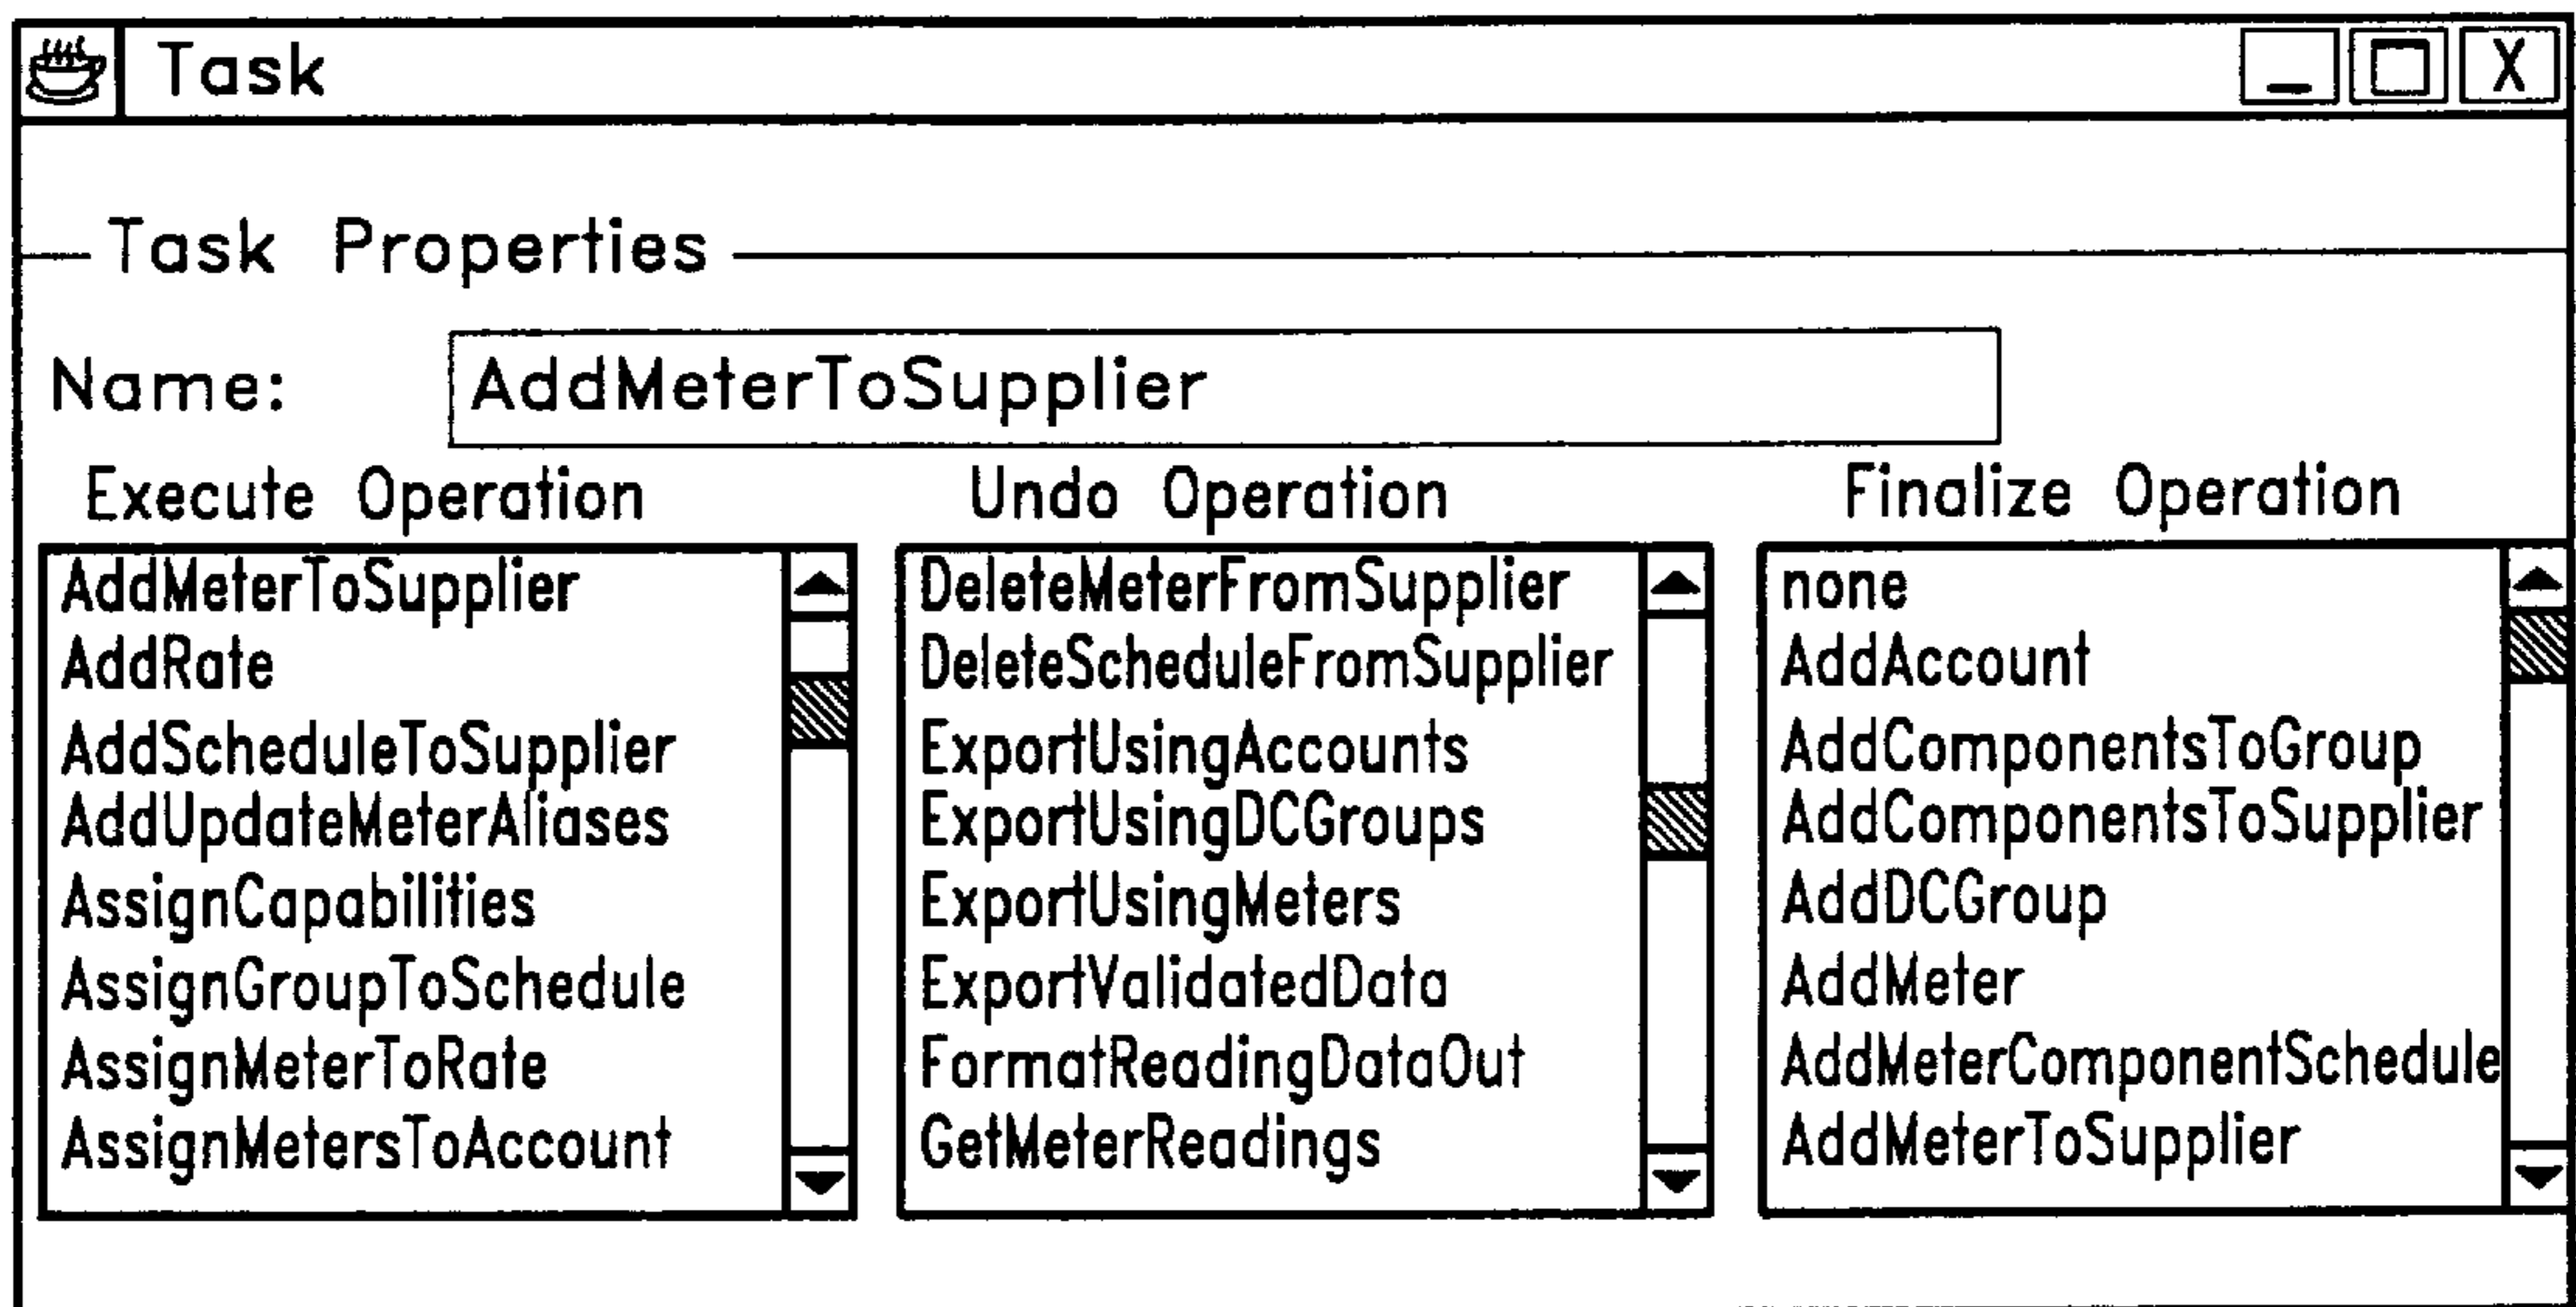 Task
X
Task Properties
Name: AddMeterToSupplier
Execute Operation
AddMeterToSupplier
AddRate
AddScheduleToSupplier
AddUpdateMeterAliases
AssignCapabilities
AssignGroupToSchedule
AssignMeterToRate
AssignMetersToAccount
Undo Operation
DeleteMeterFromSupplier
DeleteScheduleFromSupplier
ExportUsingAccounts
ExportUsingDCGroups
ExportUsingMeters
ExportValidatedData
FormatReadingDataOut
GetMeterReadings
Finalize Operation
none
AddAccount
AddComponentsToGroup
AddComponentsToSupplier
AddDCGroup
AddMeter
AddMeterComponentSchedule
AddMeterToSupplier